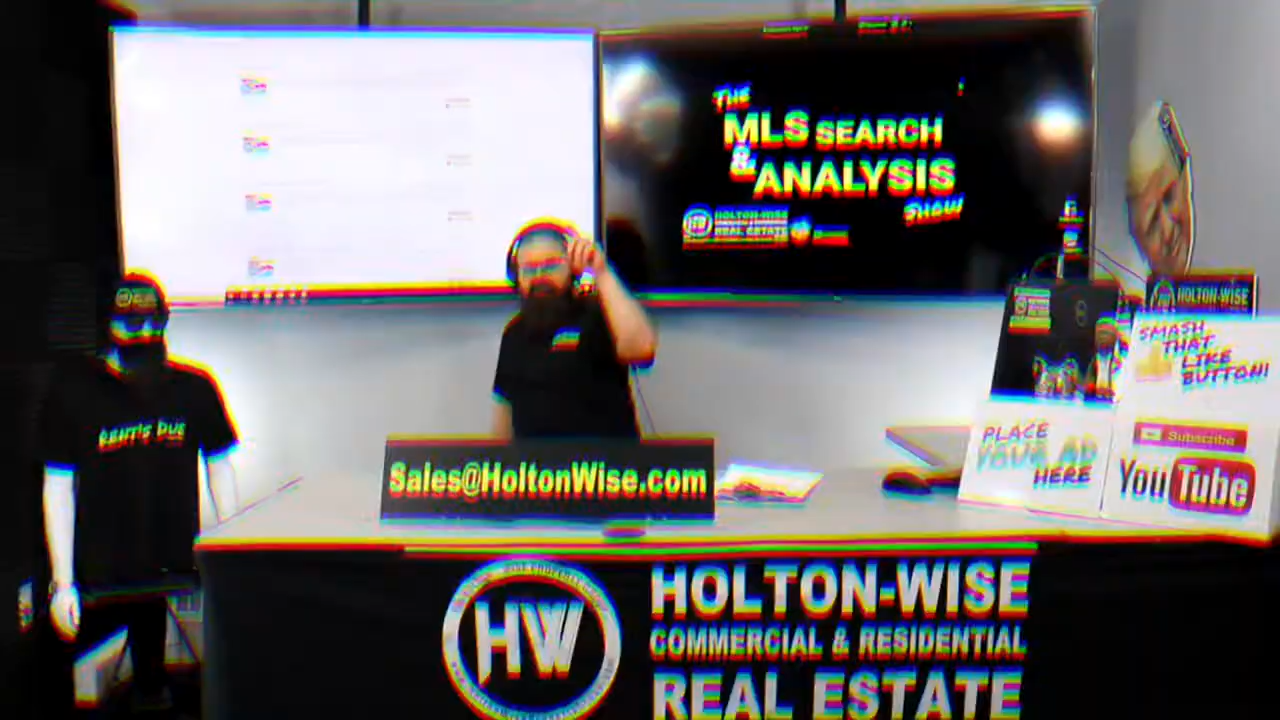 THE
MLS SEARCH
& ANALYSIS
SHOW
HW
HOLTON-WISE
REAL ESTATE
HOLTON-WISE
RENT'S DUE
SMASH
THAT
LIKE
BUTTON!
PLACE
YOUR AD
HERE
Subscribe
YouTube
Sales@HoltonWise.com
HW
HOLTON-WISE
COMMERCIAL & RESIDENTIAL
REAL ESTATE